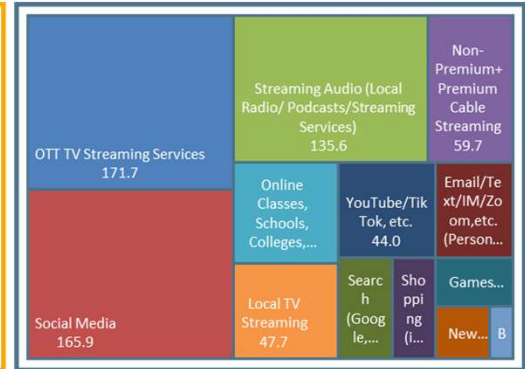 OTT TV Streaming Services
171.7
Social Media
165.9
Streaming Audio (Local
Radio/ Podcasts/Streaming
Services)
135.6
Non-
Premium+
Premium
Cable
Streaming
59.7
Online
Classes,
Schools,
Colleges,...
Local TV
Streaming
47.7
YouTube/Tik
Tok, etc.
44.0
Email/Te
xt/IM/Zo
om,etc.
(Person...
Searc
h
(Goog
le,...
Sho
ppi
ng
(i...
Games...
New...
B